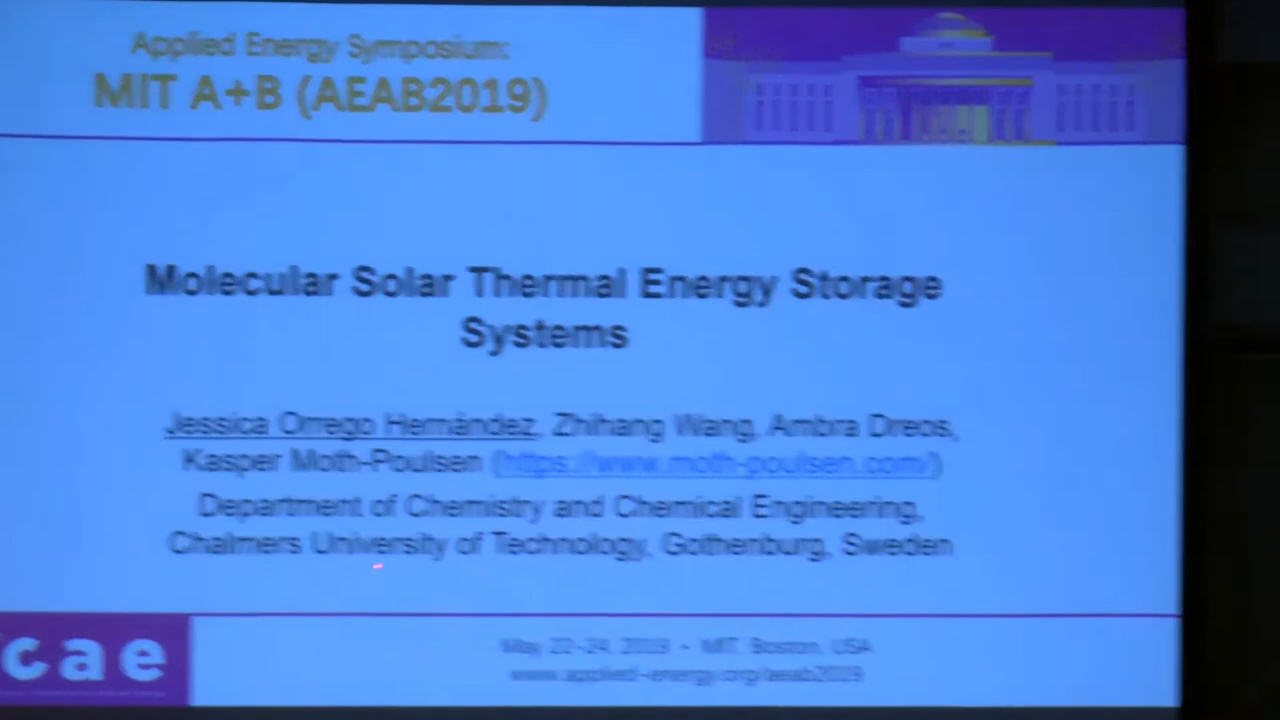 Applied Energy Symposium:
MIT A+B (AEAB2019)
Molecular Solar Thermal Energy Storage
Systems
Jessica Orrego Hernández, Zhihang Wang, Ambra Dreos,
Kasper Moth-Poulsen (https://www.moth-poulsen.com/)
Department of Chemistry and Chemical Engineering,
Chalmers University of Technology, Gothenburg, Sweden
cae
May 22-24, 2019 • MIT, Boston, USA
www.applied-energy.org/aeab2019